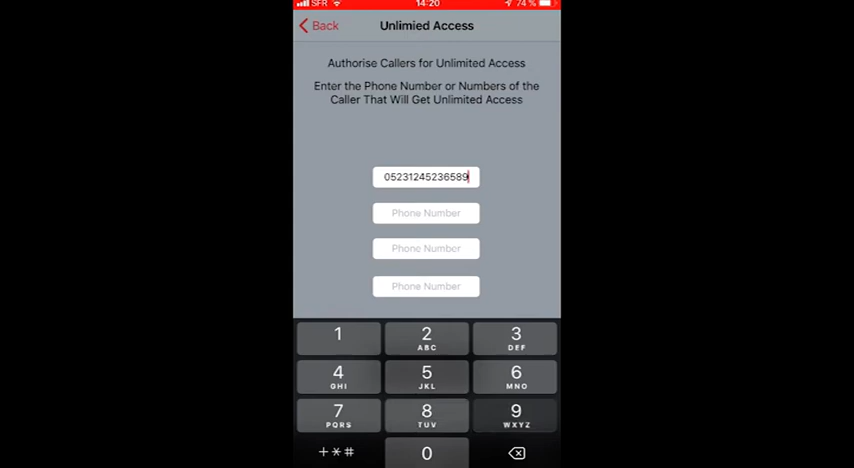 SFR 14:20 74 %
Back Unlimied Access
Authorise Callers for Unlimited Access
Enter the Phone Number or Numbers of the
Caller That Will Get Unlimited Access
05231245236589
Phone Number
Phone Number
Phone Number
1 2 3
ABC DEF
4 5 6
GHI JKL MNO
7 8 9
PQRS TUV WXYZ
+*# 0